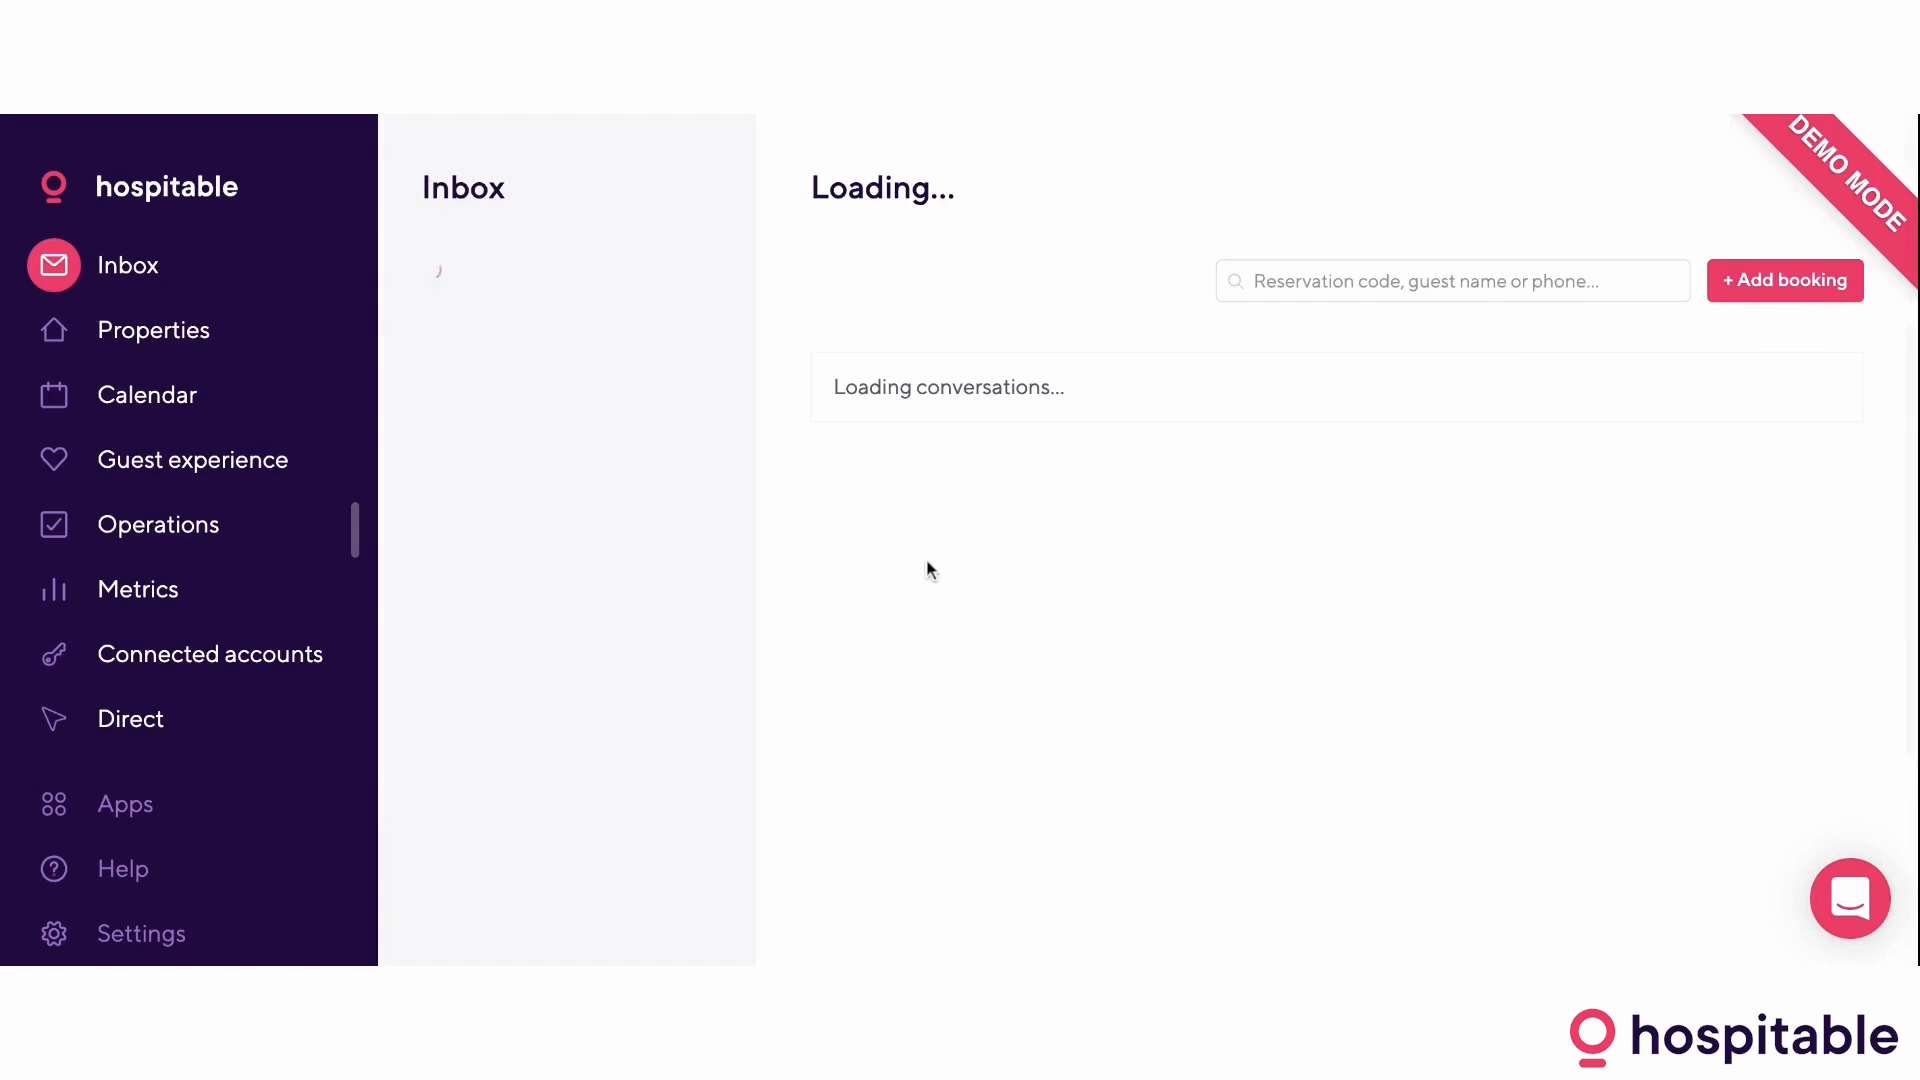 hospitable
Inbox
Properties
Calendar
Guest experience
Operations
Metrics
Connected accounts
Direct
Apps
Help
Settings
Inbox
Loading...
DEMO MODE
Reservation code, guest name or phone...
+ Add booking
Loading conversations...
hospitable